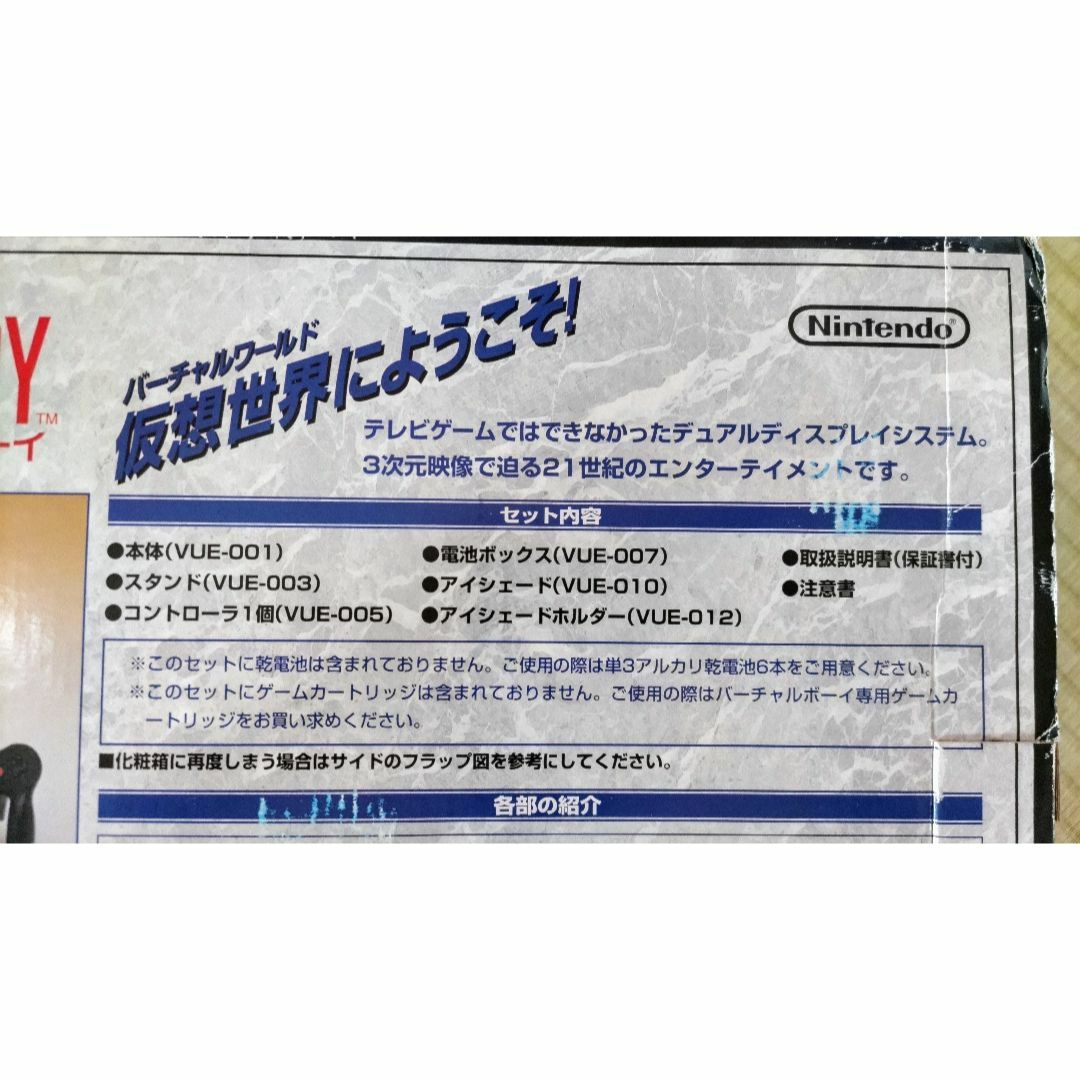 Y™
ーイ
バーチャルワールド
仮想世界にようこそ!
Nintendo®
テレビゲームではできなかったデュアルディスプレイシステム。
3次元映像で迫る21世紀のエンターテイメントです。
セット内容
●本体(VUE-001) ●電池ボックス(VUE-007) ●取扱説明書(保証書付)
●スタンド(VUE-003) ●アイシェード(VUE-010) ●注意書
●コントローラ1個(VUE-005) ●アイシェードホルダー(VUE-012)
※このセットに乾電池は含まれておりません。ご使用の際は単3アルカリ乾電池6本をご用意ください。
※このセットにゲームカートリッジは含まれておりません。ご使用の際はバーチャルボーイ専用ゲームカ
ートリッジをお買い求めください。
■化粧箱に再度しまう場合はサイドのフラップ図を参考にしてください。
各部の紹介